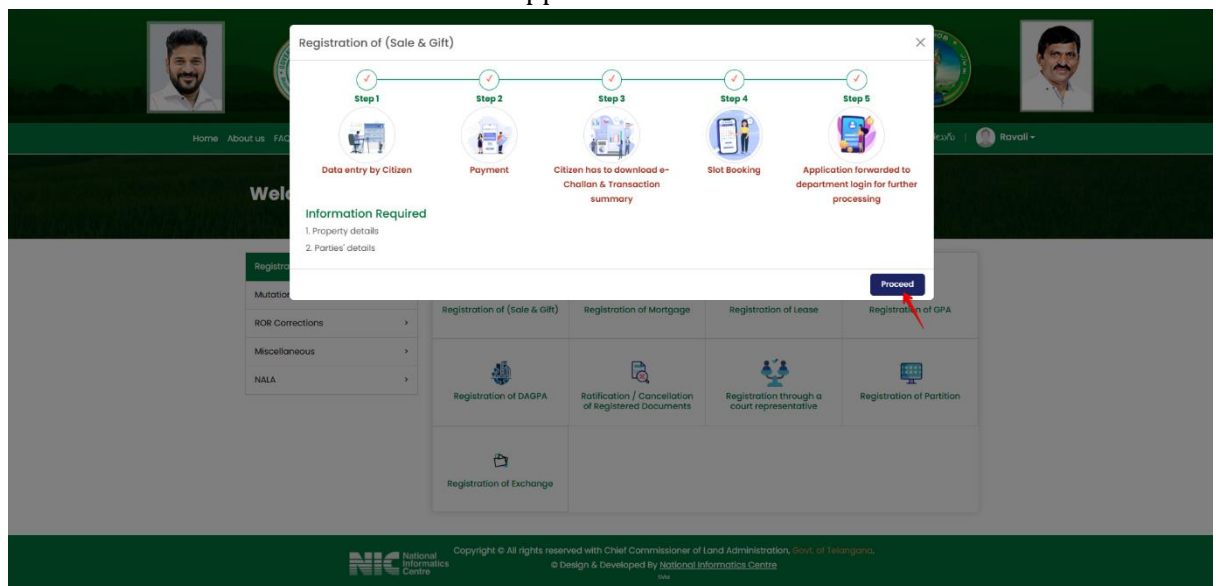 Registration of (Sale & Gift)
Step 1
Step 2
Step 3
Step 4
Step 5
Data entry by Citizen
Payment
Citizen has to download e-
Challan & Transaction
summary
Slot Booking
Application forwarded to
department login for further
processing
Information Required
1. Property details
2. Parties' details
Proceed
Home About us FAQ
తెలుగు | Ravali
Welc
Registra
Mutation
ROR Corrections
Miscellaneous
NALA
Registration of (Sale & Gift)
Registration of Mortgage
Registration of Lease
Registration of GPA
Registration of DAGPA
Ratification / Cancellation
of Registered Documents
Registration through a
court representative
Registration of Partition
Registration of Exchange
NIC National
Informatics
Centre
Copyright © All rights reserved with Chief Commissioner of Land Administration, Govt. of Telangana.
© Design & Developed By National Informatics Centre